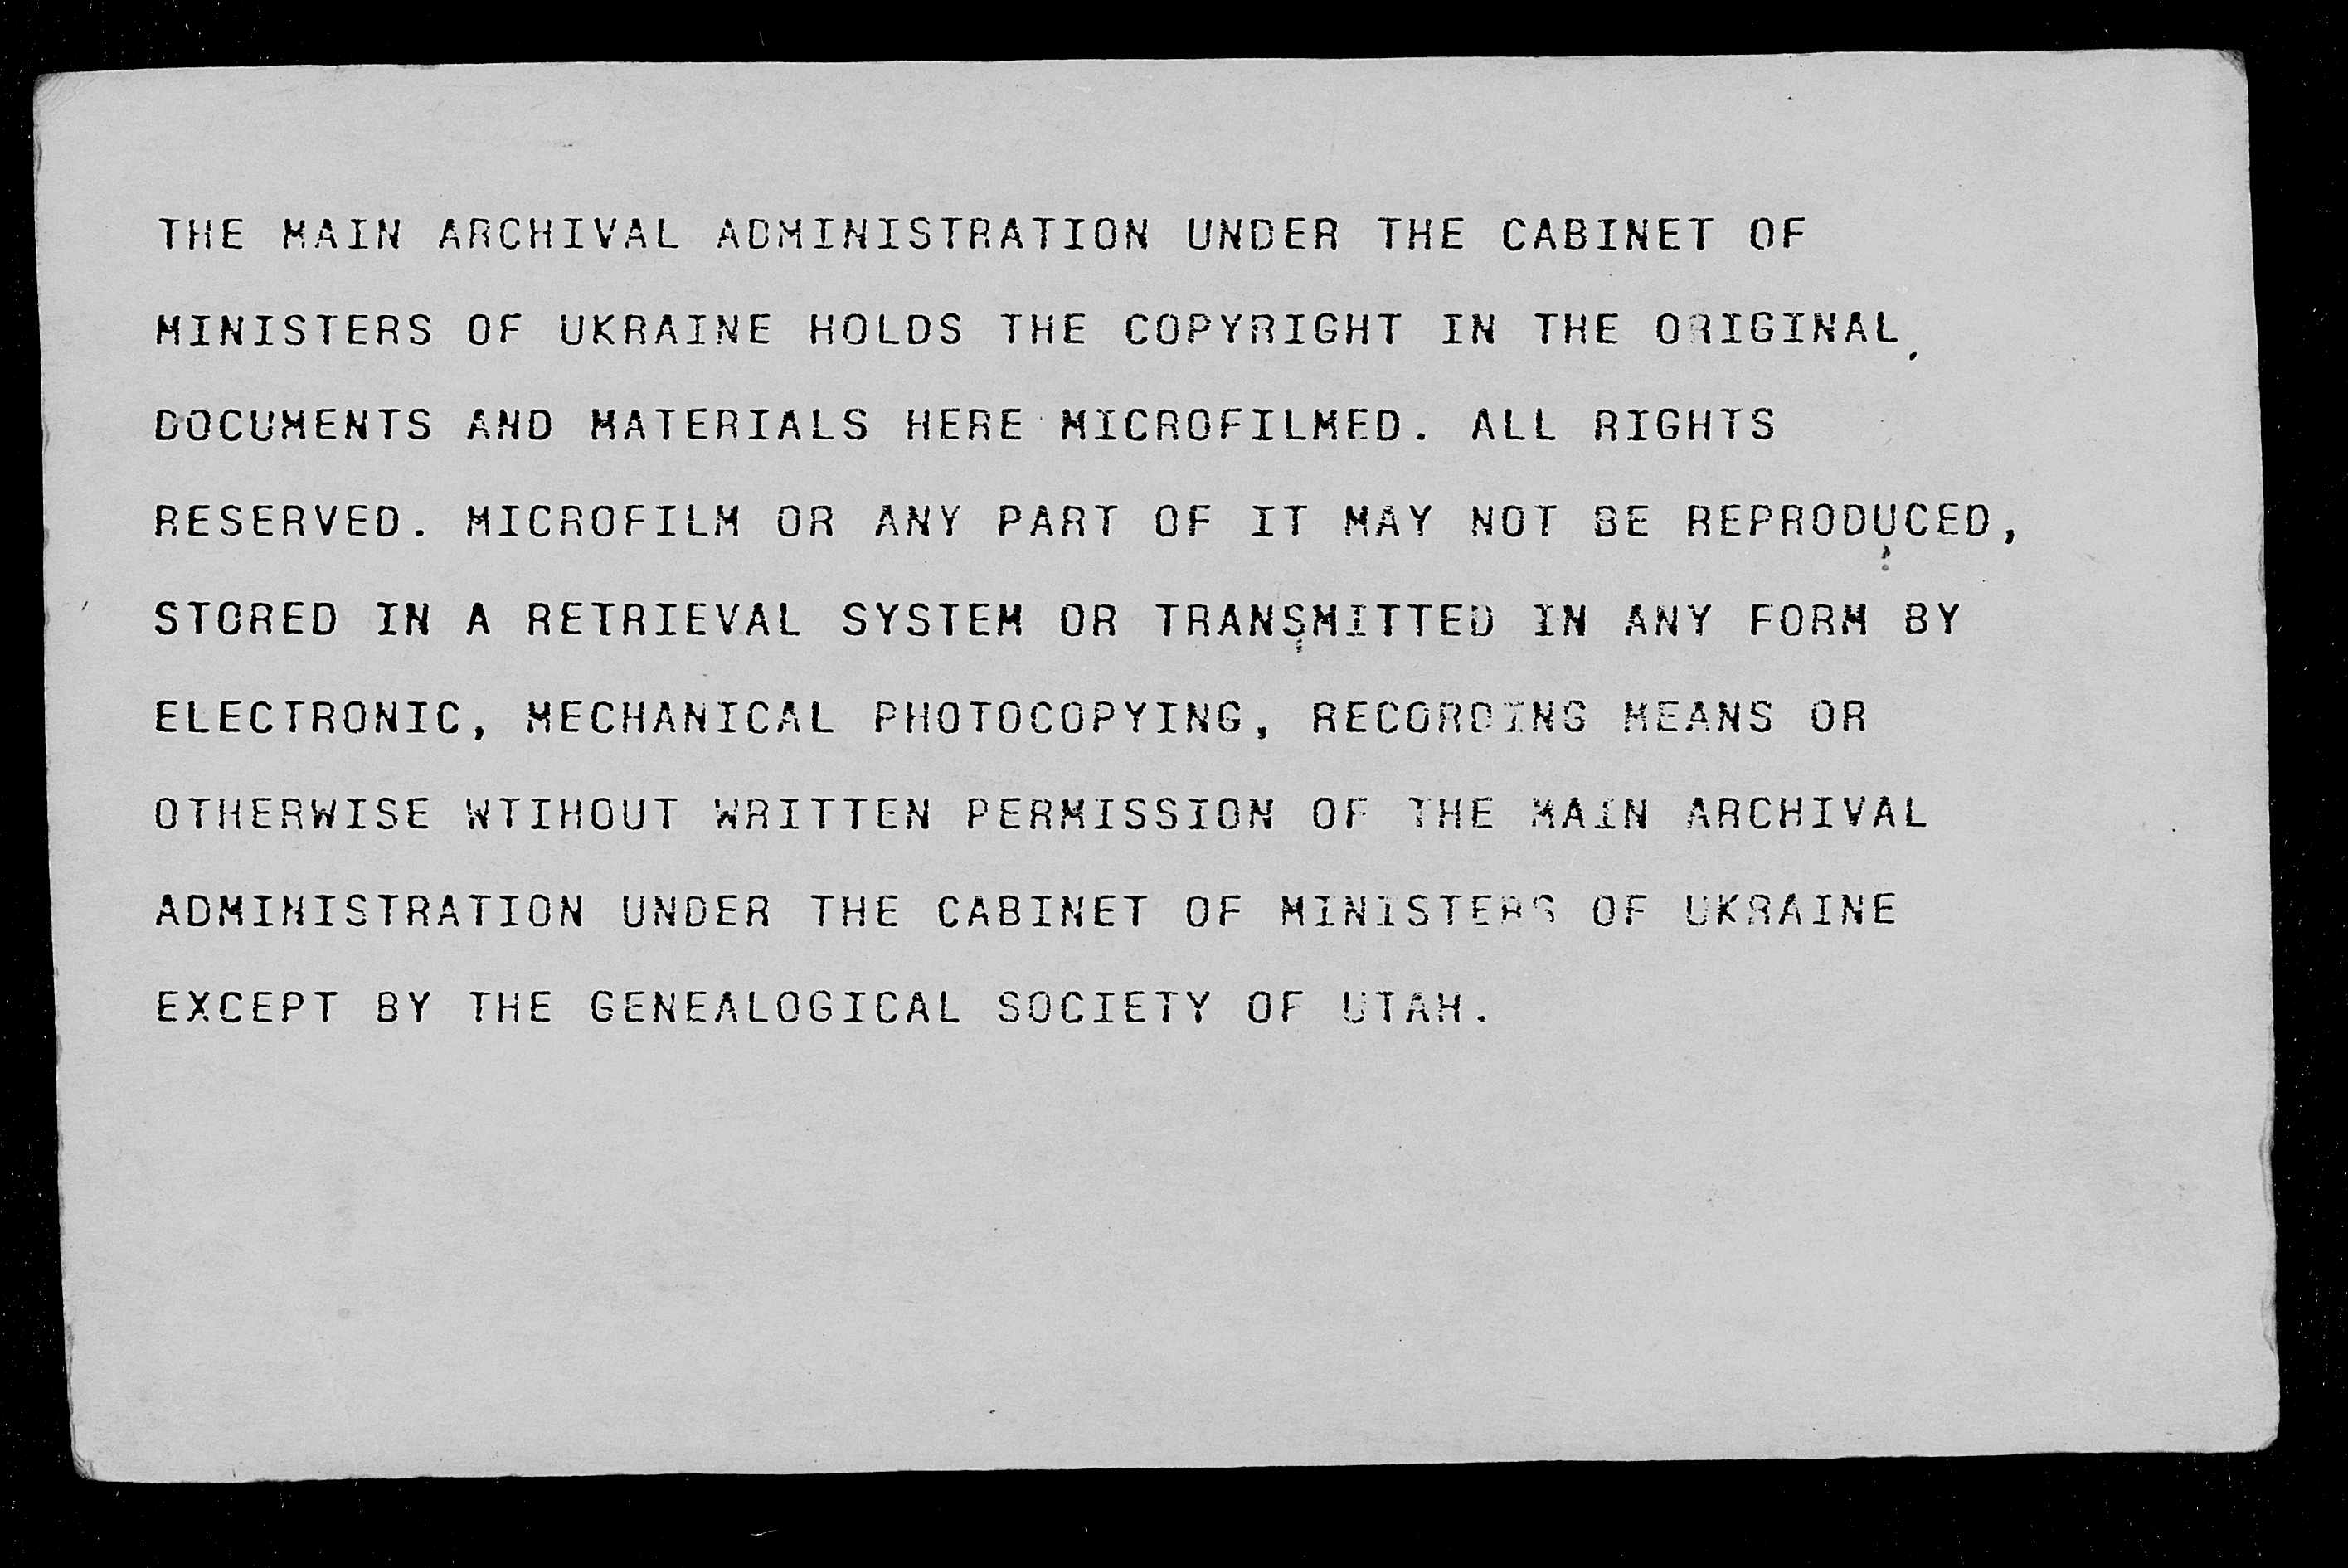 THE MAIN ARCHIVAL ADMINISTRATION UNDER THE CABINET OF
MINISTERS OF UKRAINE HOLDS THE COPYRIGHT IN THE ORIGINAL
DOCUMENTS AND MATERIALS HERE MICROFILMED. ALL RIGHTS
RESERVED. MICROFILM OR ANY PART OF IT MAY NOT BE REPRODUCED,
STORED IN A RETRIEVAL SYSTEM OR TRANSMITTED IN ANY FORM BY
ELECTRONIC, MECHANICAL PHOTOCOPYING, RECORDING MEANS OR
OTHERWISE WTIHOUT WRITTEN PERMISSION OF THE MAIN ARCHIVAL
ADMINISTRATION UNDER THE CABINET OF MINISTERS OF UKRAINE
EXCEPT BY THE GENEALOGICAL SOCIETY OF UTAH.